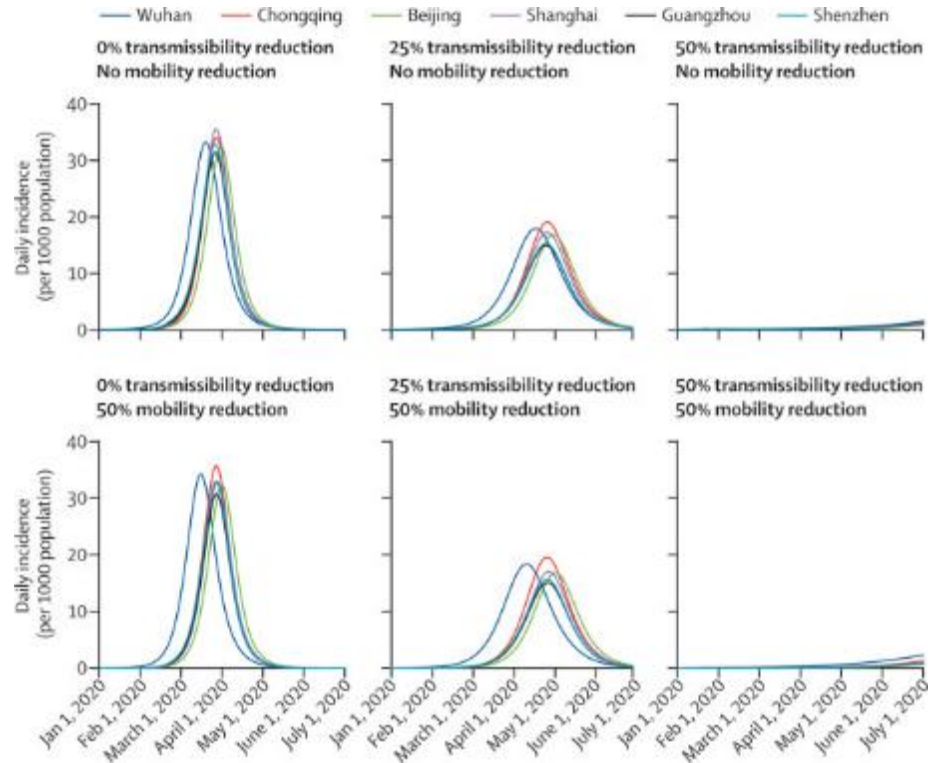 Wuhan Chongqing Beijing Shanghai Guangzhou Shenzhen
0% transmissibility reduction
No mobility reduction
25% transmissibility reduction
No mobility reduction
50% transmissibility reduction
No mobility reduction
Daily incidence
(per 1000 population)
40
30
20
10
0
0% transmissibility reduction
50% mobility reduction
25% transmissibility reduction
50% mobility reduction
50% transmissibility reduction
50% mobility reduction
Daily incidence
(per 1000 population)
40
30
20
10
0
Jan 1, 2020
Feb 1, 2020
March 1, 2020
April 1, 2020
May 1, 2020
June 1, 2020
July 1, 2020
Jan 1, 2020
Feb 1, 2020
March 1, 2020
April 1, 2020
May 1, 2020
June 1, 2020
July 1, 2020
Jan 1, 2020
Feb 1, 2020
March 1, 2020
April 1, 2020
May 1, 2020
June 1, 2020
July 1, 2020